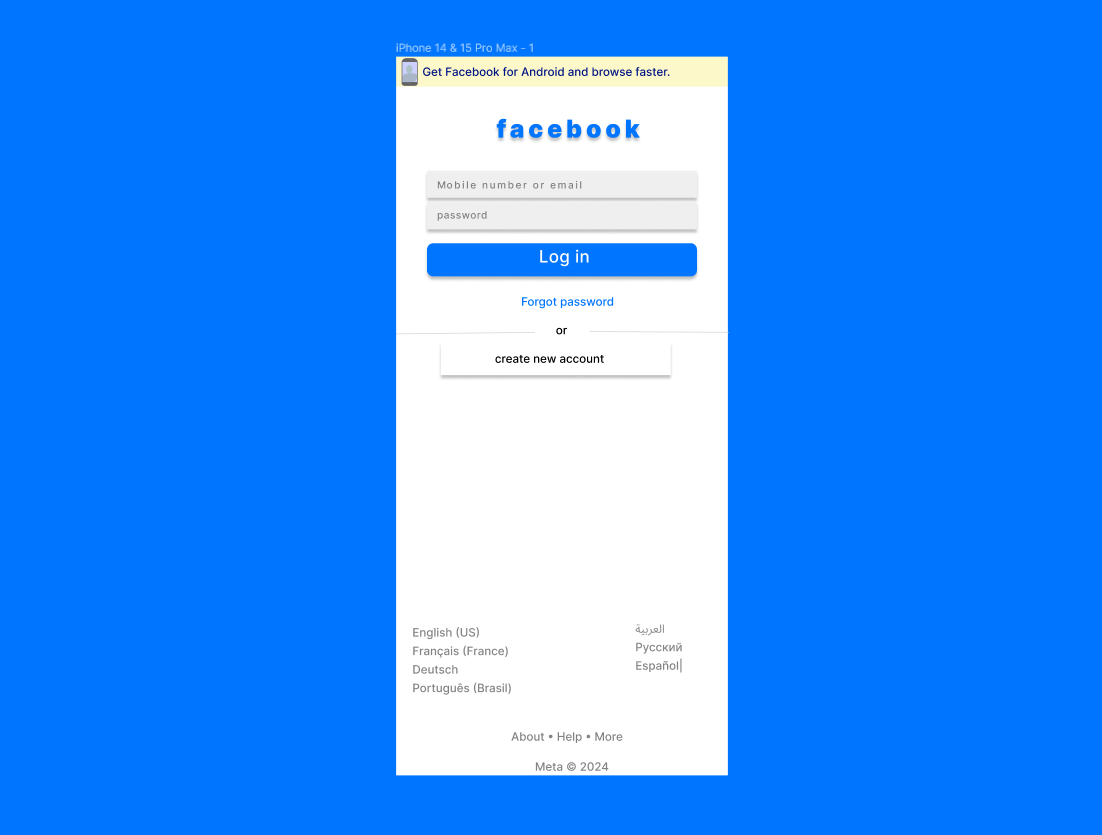 iPhone 14 & 15 Pro Max - 1
Get Facebook for Android and browse faster.
facebook
Mobile number or email
password
Log in
Forgot password
or
create new account
English (US)
Français (France)
Deutsch
Português (Brasil)
العربية
Русский
Español|
About • Help • More
Meta © 2024